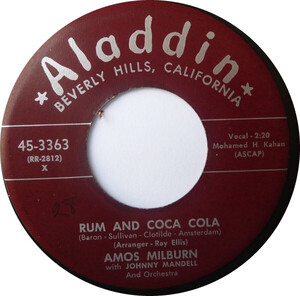 ★Aladdin★
BEVERLY HILLS, CALIFORNIA
45-3363
(RR-2812)
X
Vocal - 2:20
Mohamed H. Kahan
(ASCAP)
RUM AND COCA COLA
(Baron - Sullivan - Clotilde - Amsterdam)
(Arranger - Ray Ellis)
AMOS MILBURN
with JOHNNY MANDELL
And Orchestra